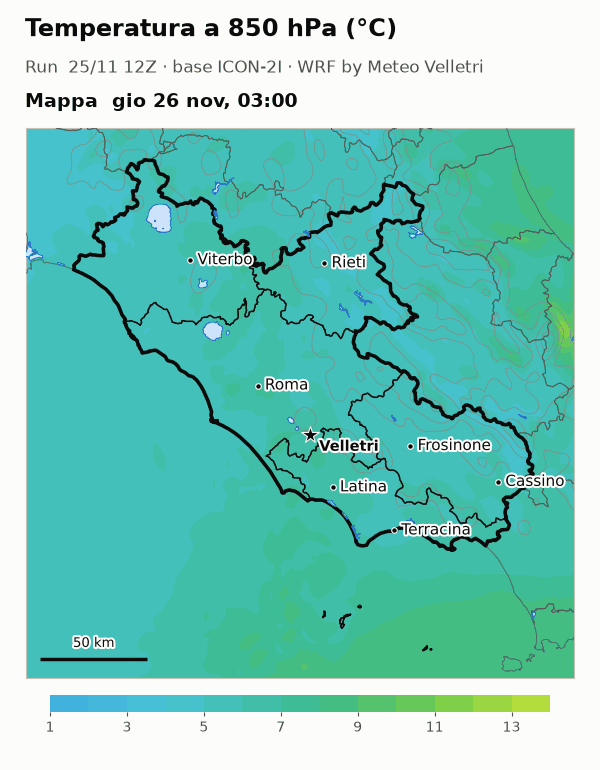 Temperatura a 850 hPa (°C)
Run  25/11 12Z · base ICON-2I · WRF by Meteo Velletri
Mappa  gio 26 nov, 03:00
Viterbo
Rieti
Roma
Velletri
Frosinone
Latina
Cassino
Terracina
50 km
1 3 5 7 9 11 13